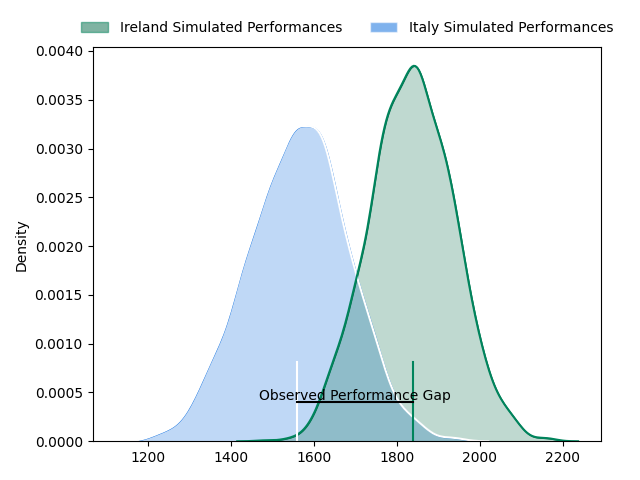 Ireland Simulated Performances Italy Simulated Performances
0.0040
0.0035
0.0030
0.0025
0.0020
0.0015
0.0010
0.0005
0.0000
Density
Observed Performance Gap
1200 1400 1600 1800 2000 2200